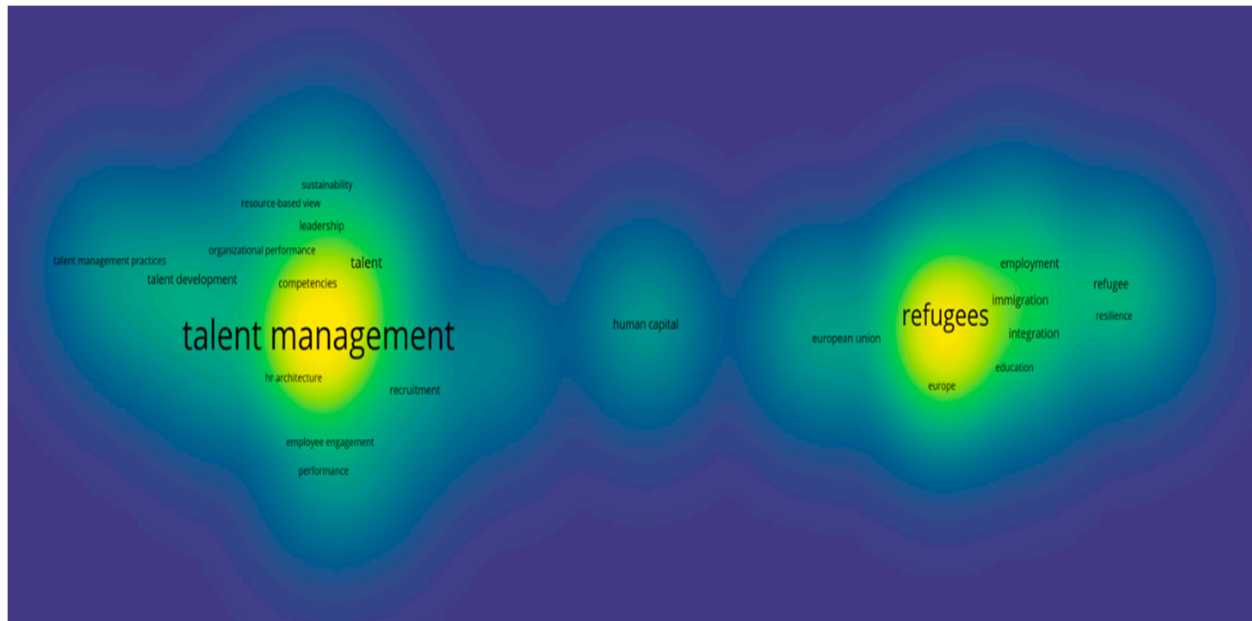 sustainability
resource-based view
leadership
organizational performance
talent
talent management practices
talent development
competencies
talent management
hr architecture
recruitment
employee engagement
performance
human capital
employment
refugee
immigration
refugees
resilience
european union
integration
education
europe